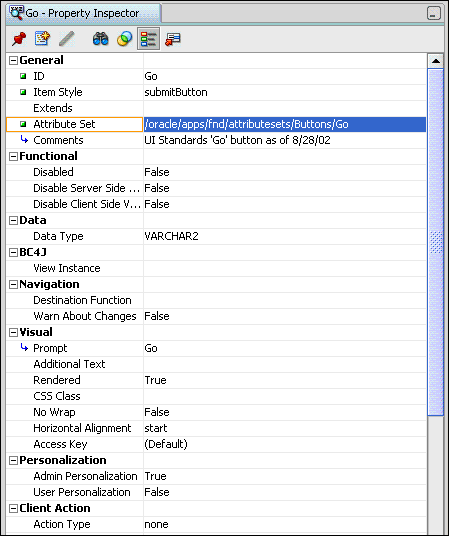 Go - Property Inspector
General
ID Go
Item Style submitButton
Extends
Attribute Set /oracle/apps/fnd/attributesets/Buttons/Go
Comments UI Standards 'Go' button as of 8/28/02
Functional
Disabled False
Disable Server Side ... False
Disable Client Side V... False
Data
Data Type VARCHAR2
BC4J
View Instance
Navigation
Destination Function
Warn About Changes False
Visual
Prompt Go
Additional Text
Rendered True
CSS Class
No Wrap False
Horizontal Alignment start
Access Key (Default)
Personalization
Admin Personalization True
User Personalization False
Client Action
Action Type none